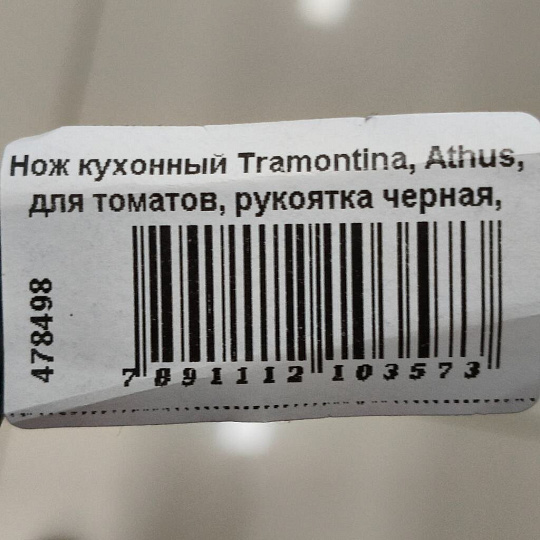 Нож кухонный Tramontina, Athus,
для томатов, рукоятка черная,
478498
7 891112 103573